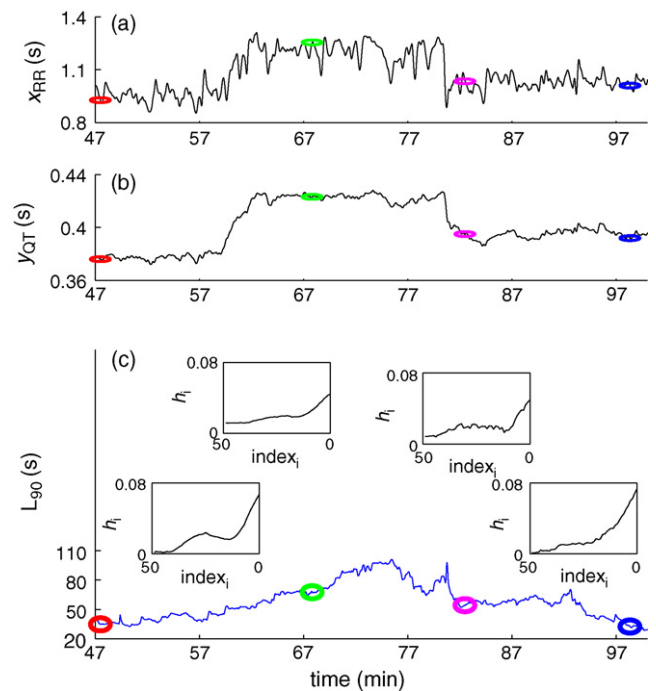 (a)
x_RR (s)
1.4
1.1
0.8
47 57 67 77 87 97
(b)
y_QT (s)
0.44
0.4
0.36
47 57 67 77 87 97
(c)
0.08
h_i
0
50 0
index_i
0.08
h_i
0
50 0
index_i
0.08
h_i
0
50 0
index_i
0.08
h_i
0
50 0
index_i
L_90 (s)
110
80
50
20
47 57 67 77 87 97
time (min)